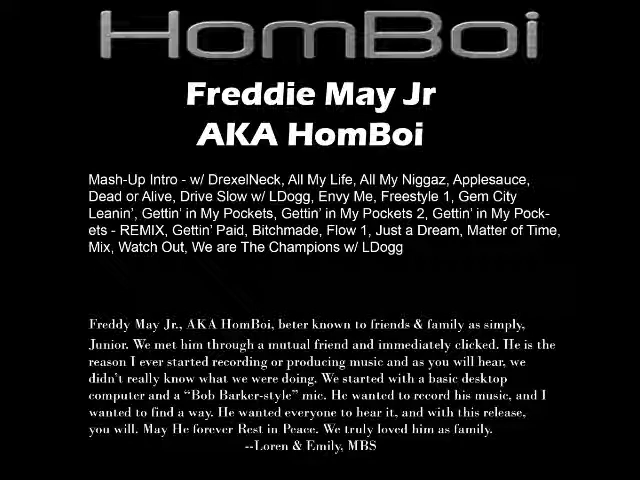 HomBoi
Freddie May Jr
AKA HomBoi
Mash-Up Intro - w/ DrexelNeck, All My Life, All My Niggaz, Applesauce,
Dead or Alive, Drive Slow w/ LDogg, Envy Me, Freestyle 1, Gem City
Leanin’, Gettin’ in My Pockets, Gettin’ in My Pockets 2, Gettin’ in My Pock-
ets - REMIX, Gettin’ Paid, Bitchmade, Flow 1, Just a Dream, Matter of Time,
Mix, Watch Out, We are The Champions w/ LDogg
Freddy May Jr., AKA HomBoi, beter known to friends & family as simply,
Junior. We met him through a mutual friend and immediately clicked. He is the
reason I ever started recording or producing music and as you will hear, we
didn’t really know what we were doing. We started with a basic desktop
computer and a “Bob Barker-style” mic. He wanted to record his music, and I
wanted to find a way. He wanted everyone to hear it, and with this release,
you will. May He forever Rest in Peace. We truly loved him as family.
--Loren & Emily, MBS